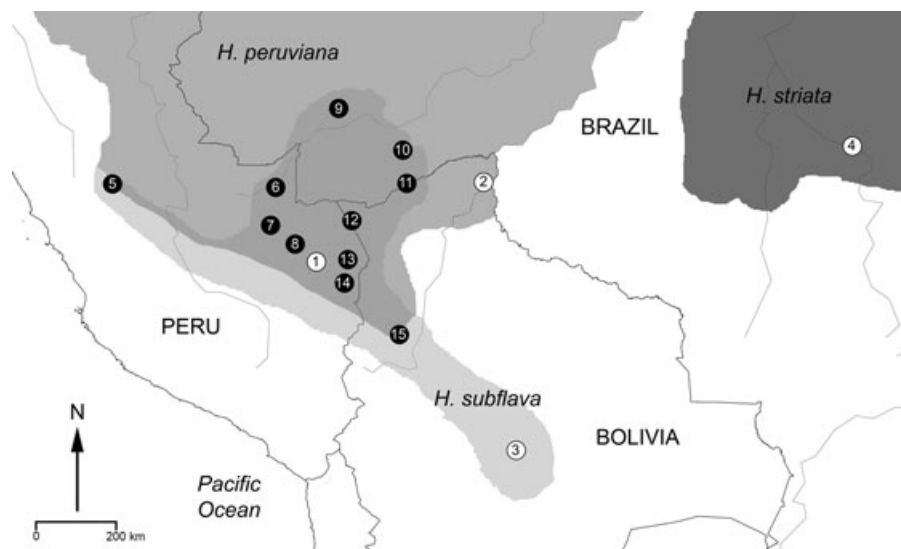 H. peruviana
9
BRAZIL
H. striata
10
4
5
6
11
2
7
12
8
1
13
14
PERU
15
N
H. subflava
BOLIVIA
3
Pacific
Ocean
0
200 km